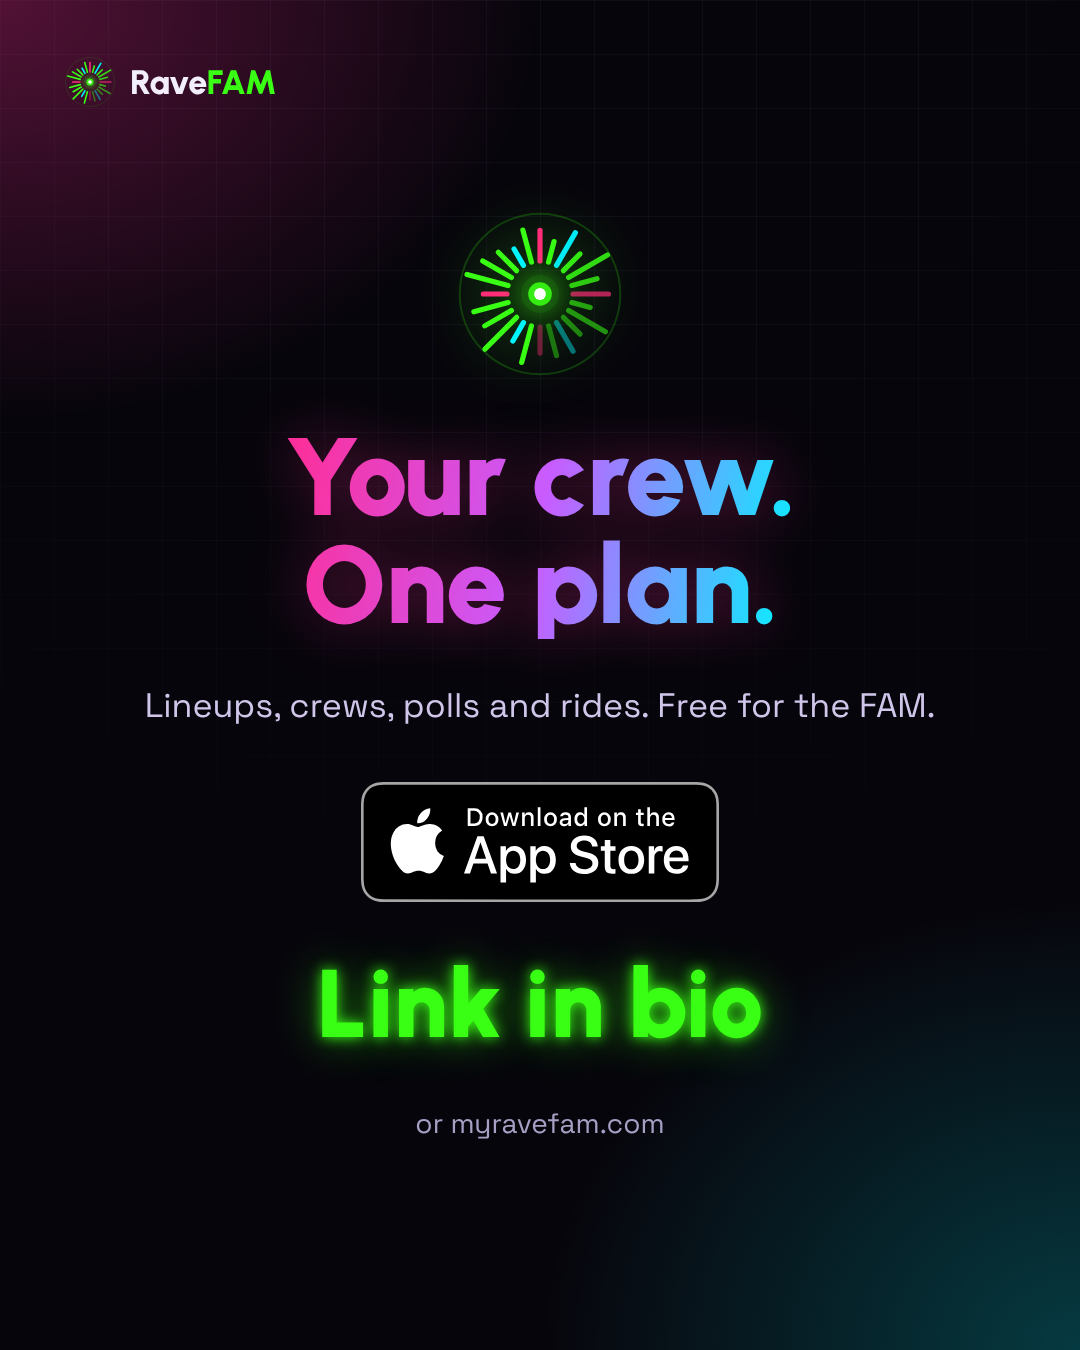 RaveFAM
Your crew.
One plan.
Lineups, crews, polls and rides. Free for the FAM.
Download on the
App Store
Link in bio
or myravefam.com